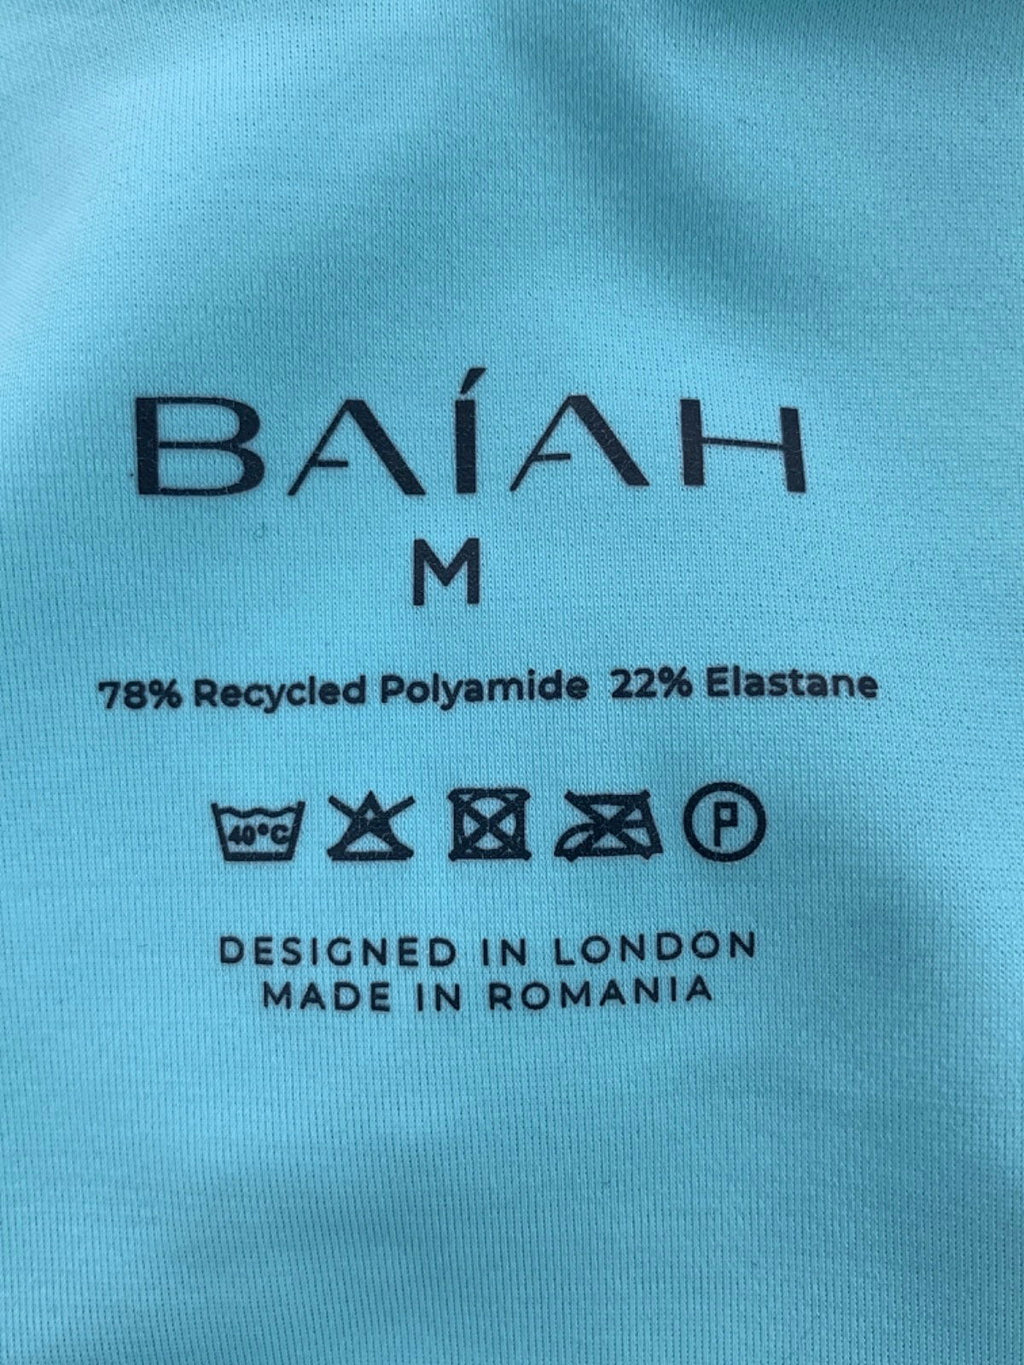 BAÍAH
M
78% Recycled Polyamide 22% Elastane
40°C P
DESIGNED IN LONDON
MADE IN ROMANIA